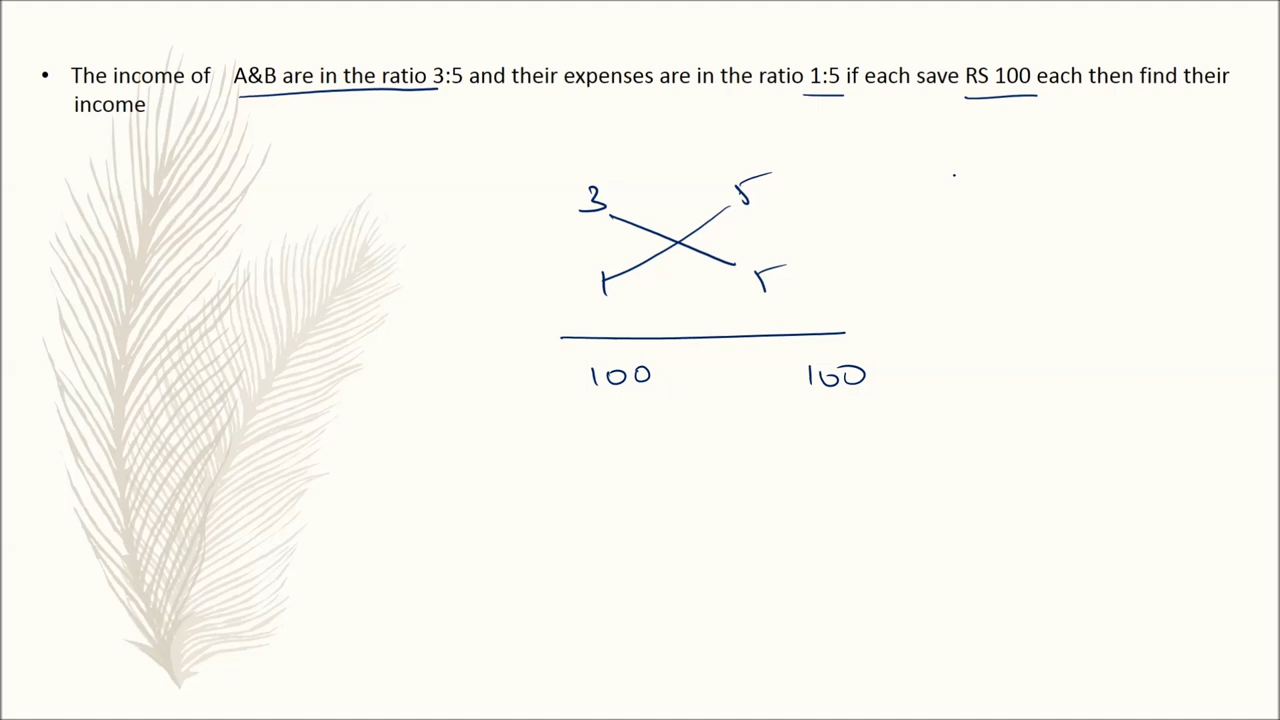 • The income of A&B are in the ratio 3:5 and their expenses are in the ratio 1:5 if each save RS 100 each then find their
income
3 5
1 5
100 100